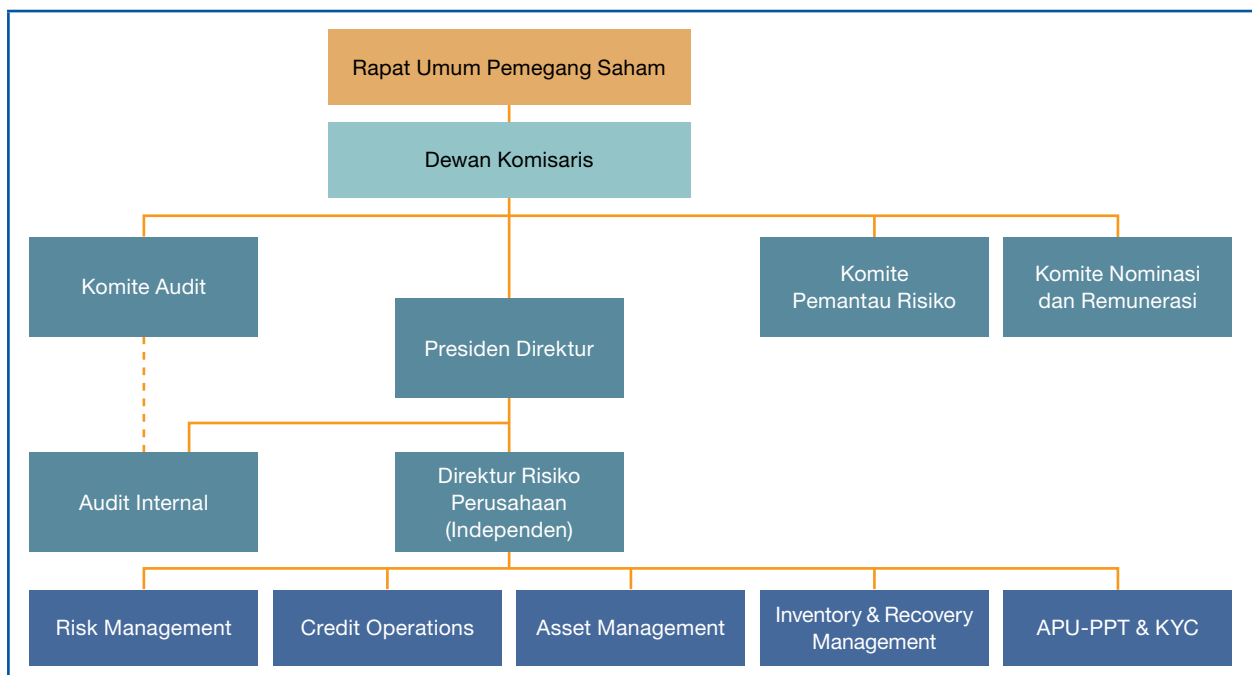 Rapat Umum Pemegang Saham
Dewan Komisaris
Komite Audit
Komite
Pemantau Risiko
Komite Nominasi
dan Remunerasi
Presiden Direktur
Audit Internal
Direktur Risiko
Perusahaan
(Independen)
Risk Management
Credit Operations
Asset Management
Inventory & Recovery
Management
APU-PPT & KYC